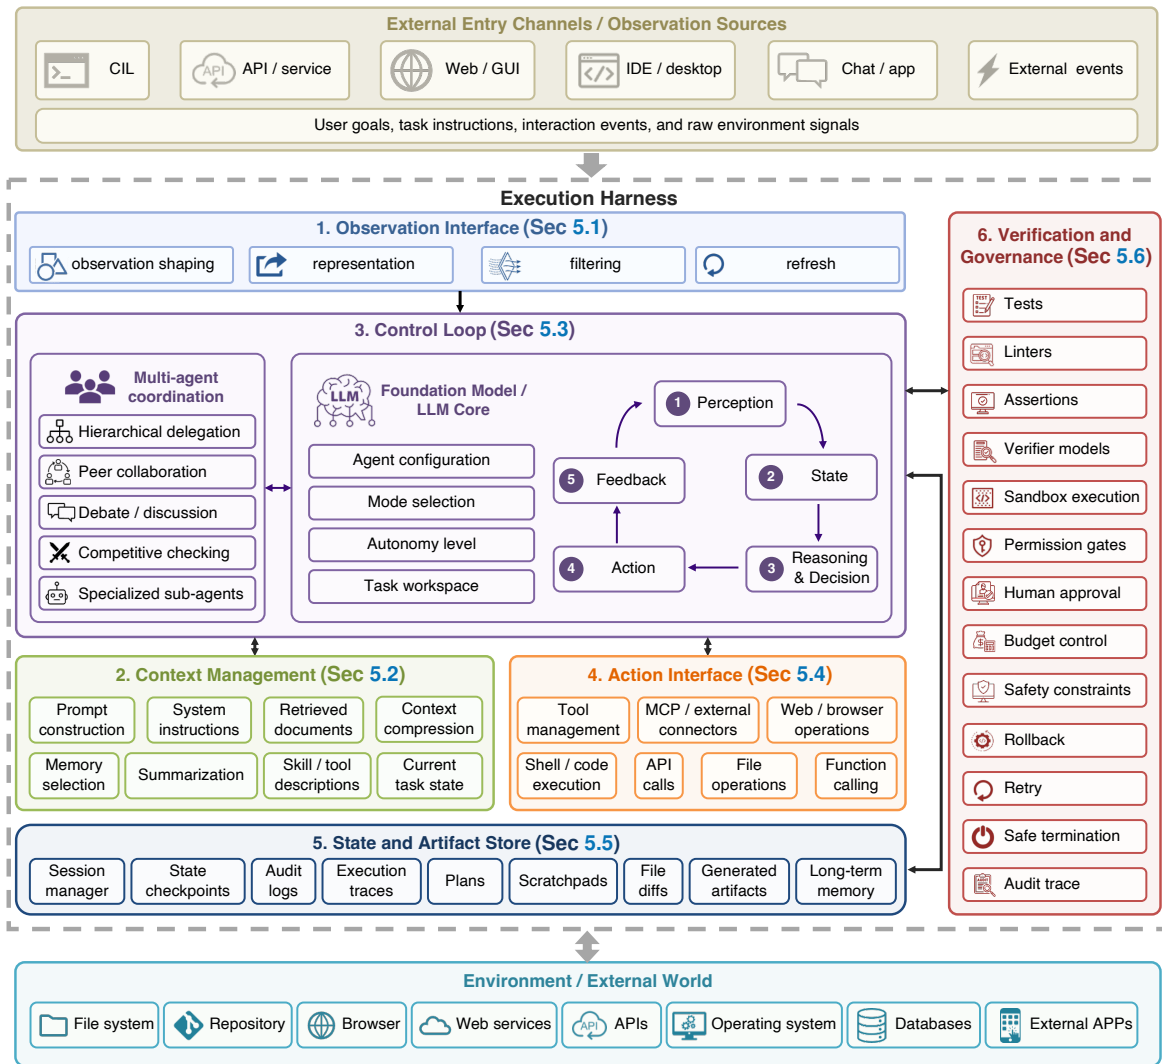 External Entry Channels / Observation Sources
CIL
API
API / service
Web / GUI
IDE / desktop
Chat / app
External events
User goals, task instructions, interaction events, and raw environment signals
Execution Harness
1. Observation Interface (Sec 5.1)
observation shaping
representation
filtering
refresh
3. Control Loop (Sec 5.3)
Multi-agent
coordination
Hierarchical delegation
Peer collaboration
Debate / discussion
Competitive checking
Specialized sub-agents
LLM
Foundation Model /
LLM Core
Agent configuration
Mode selection
Autonomy level
Task workspace
1 Perception
2 State
3 Reasoning
& Decision
4 Action
5 Feedback
2. Context Management (Sec 5.2)
Prompt
construction
System
instructions
Retrieved
documents
Context
compression
Memory
selection
Summarization
Skill / tool
descriptions
Current
task state
4. Action Interface (Sec 5.4)
Tool
management
MCP / external
connectors
Web / browser
operations
Shell / code
execution
API
calls
File
operations
Function
calling
5. State and Artifact Store (Sec 5.5)
Session
manager
State
checkpoints
Audit
logs
Execution
traces
Plans
Scratchpads
File
diffs
Generated
artifacts
Long-term
memory
6. Verification and
Governance (Sec 5.6)
TEST
Tests
Linters
Assertions
Verifier models
Sandbox execution
Permission gates
Human approval
Budget control
Safety constraints
Rollback
Retry
Safe termination
Audit trace
Environment / External World
File system
Repository
Browser
Web services
API
APIs
Operating system
Databases
External APPs